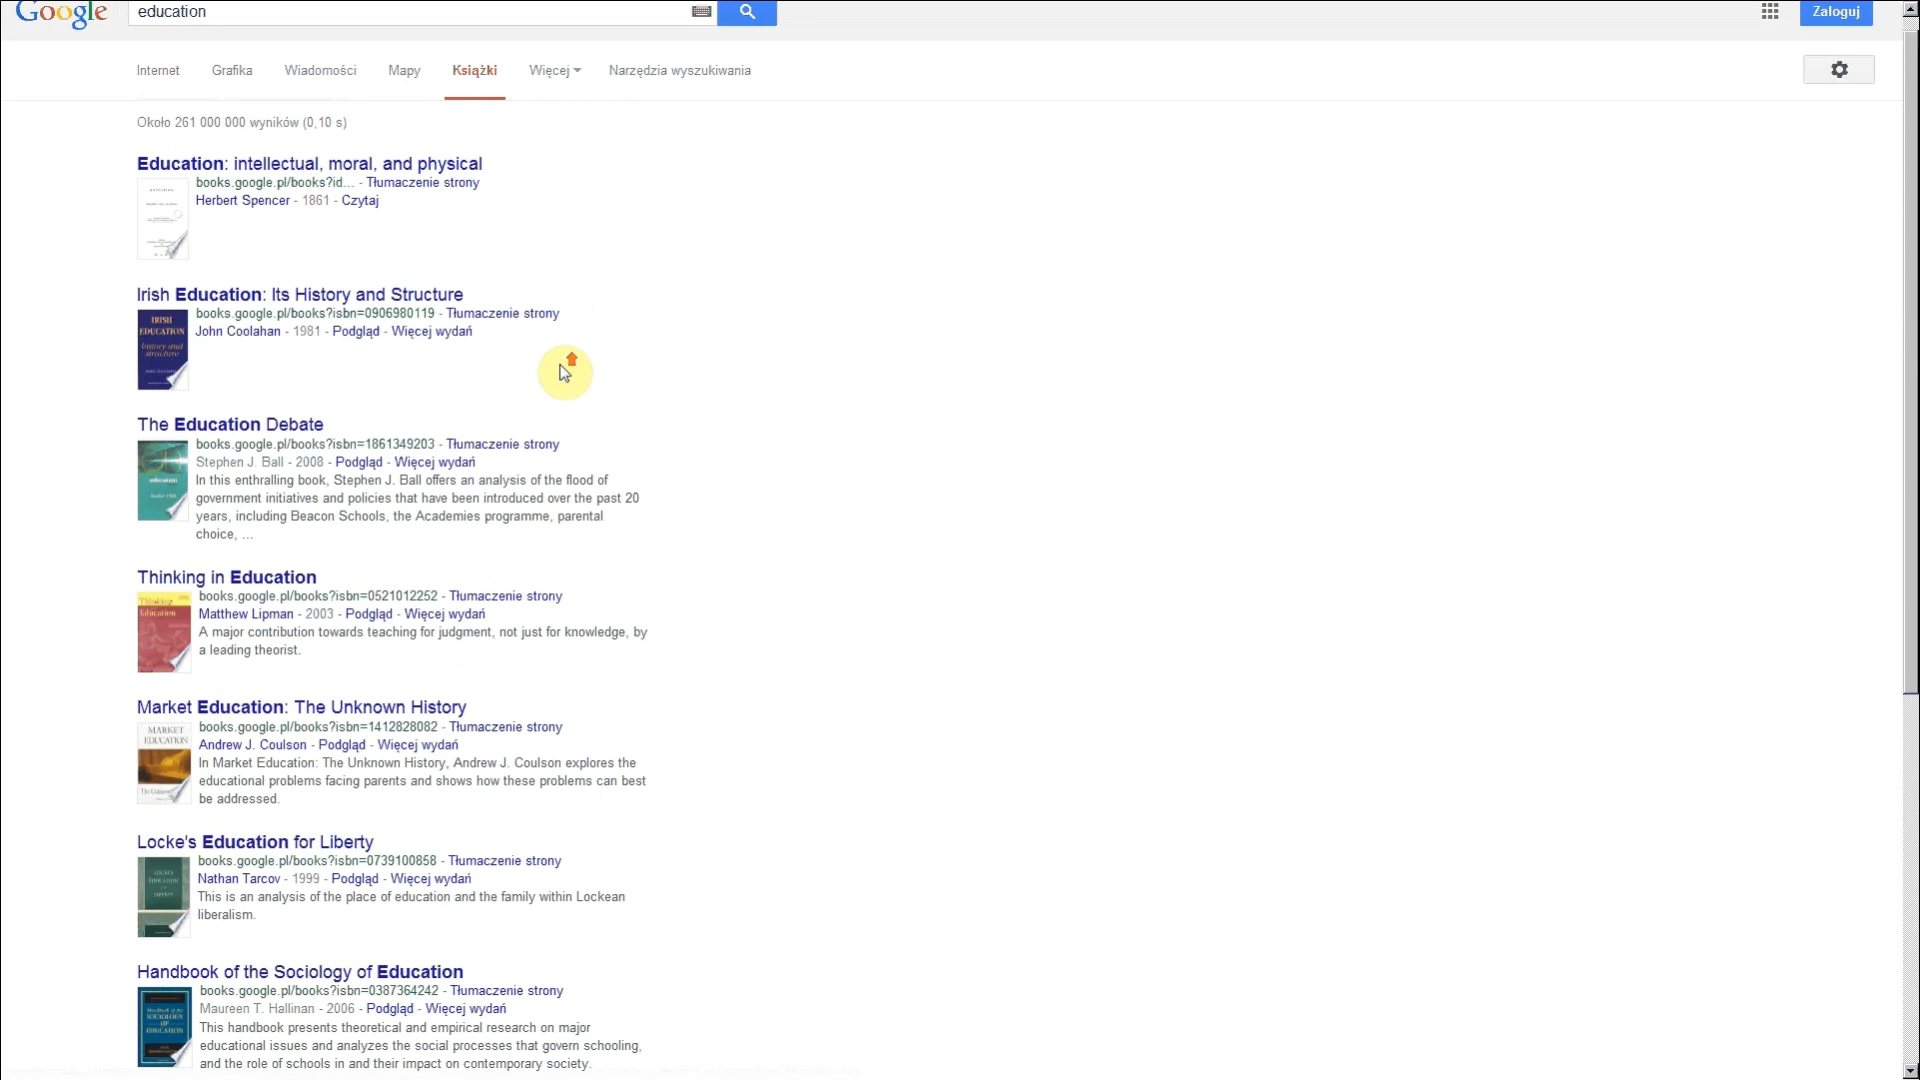 Google education Zaloguj
Internet Grafika Wiadomości Mapy Książki Więcej Narzędzia wyszukiwania
Około 261 000 000 wyników (0,10 s)
Education: intellectual, moral, and physical
books.google.pl/books?id... - Tłumaczenie strony
Herbert Spencer - 1861 - Czytaj
Irish Education: Its History and Structure
books.google.pl/books?isbn=0906980119 - Tłumaczenie strony
John Coolahan - 1981 - Podgląd - Więcej wydań
IRISH
EDUCATION
history and
structure
The Education Debate
books.google.pl/books?isbn=1861349203 - Tłumaczenie strony
Stephen J. Ball - 2008 - Podgląd - Więcej wydań
In this enthralling book, Stephen J. Ball offers an analysis of the flood of
government initiatives and policies that have been introduced over the past 20
years, including Beacon Schools, the Academies programme, parental
choice, ...
education
Thinking in Education
books.google.pl/books?isbn=0521012252 - Tłumaczenie strony
Matthew Lipman - 2003 - Podgląd - Więcej wydań
A major contribution towards teaching for judgment, not just for knowledge, by
a leading theorist.
Thinking
Education
Market Education: The Unknown History
books.google.pl/books?isbn=1412828082 - Tłumaczenie strony
Andrew J. Coulson - Podgląd - Więcej wydań
In Market Education: The Unknown History, Andrew J. Coulson explores the
educational problems facing parents and shows how these problems can best
be addressed.
MARKET
EDUCATION
Locke's Education for Liberty
books.google.pl/books?isbn=0739100858 - Tłumaczenie strony
Nathan Tarcov - 1999 - Podgląd - Więcej wydań
This is an analysis of the place of education and the family within Lockean
liberalism.
Handbook of the Sociology of Education
books.google.pl/books?isbn=0387364242 - Tłumaczenie strony
Maureen T. Hallinan - 2006 - Podgląd - Więcej wydań
This handbook presents theoretical and empirical research on major
educational issues and analyzes the social processes that govern schooling,
and the role of schools in and their impact on contemporary society.